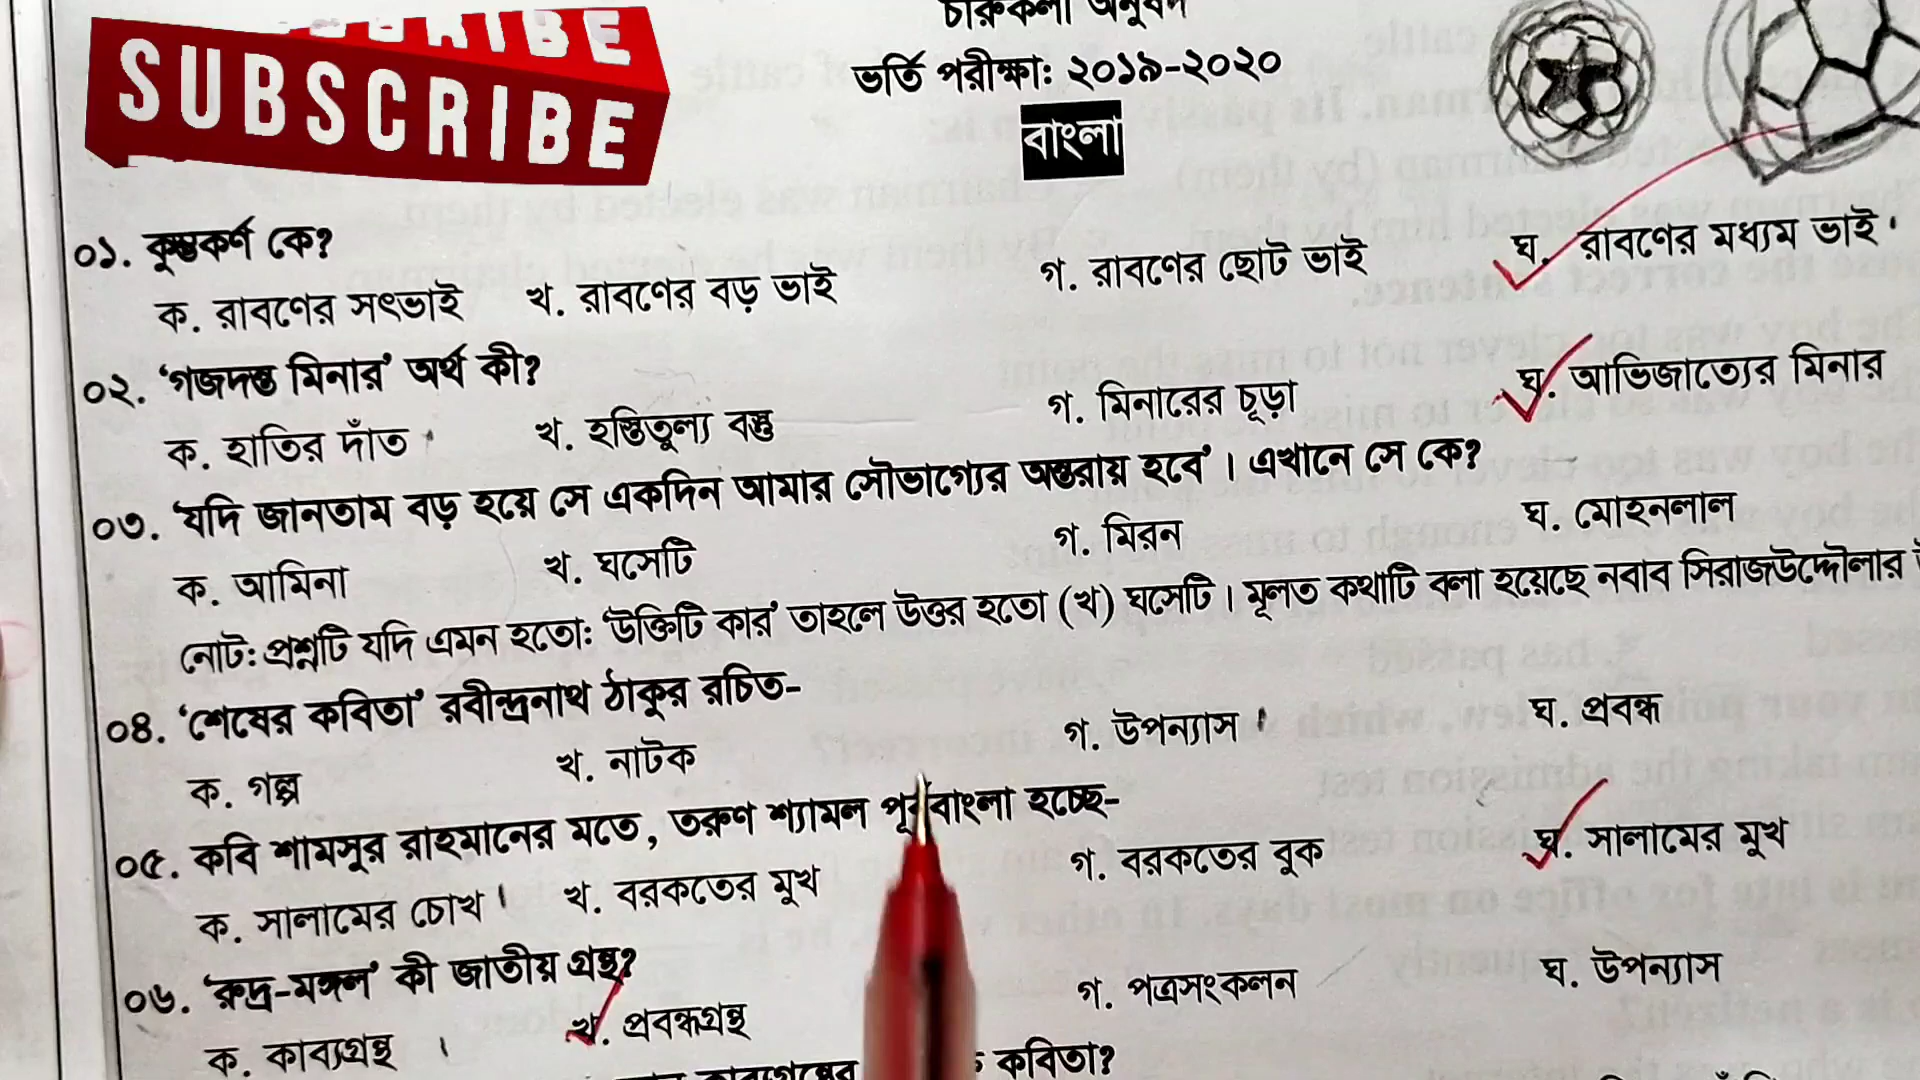 SUBSCRIBE
চারুকলা অনুষদ
ভর্তি পরীক্ষা: ২০১৯-২০২০
বাংলা
০১. কুম্ভকর্ণ কে?
ক. রাবণের সৎভাই খ. রাবণের বড় ভাই গ. রাবণের ছোট ভাই ঘ. রাবণের মধ্যম ভাই
০২. ‘গজদন্ত মিনার’ অর্থ কী?
ক. হাতির দাঁত খ. হস্তিতুল্য বস্তু গ. মিনারের চূড়া ঘ. আভিজাত্যের মিনার
০৩. ‘যদি জানতাম বড় হয়ে সে একদিন আমার সৌভাগ্যের অন্তরায় হবে’। এখানে সে কে?
ক. আমিনা খ. ঘসেটি গ. মিরন ঘ. মোহনলাল
নোট: প্রশ্নটি যদি এমন হতো: ‘উক্তিটি কার’ তাহলে উত্তর হতো (খ) ঘসেটি। মূলত কথাটি বলা হয়েছে নবাব সিরাজউদ্দৌলার
০৪. ‘শেষের কবিতা’ রবীন্দ্রনাথ ঠাকুর রচিত-
ক. গল্প খ. নাটক গ. উপন্যাস ঘ. প্রবন্ধ
০৫. কবি শামসুর রাহমানের মতে, তরুণ শ্যামল পূর্ববাংলা হচ্ছে-
ক. সালামের চোখ খ. বরকতের মুখ গ. বরকতের বুক ঘ. সালামের মুখ
০৬. ‘রুদ্র-মঙ্গল’ কী জাতীয় গ্রন্থ?
ক. কাব্যগ্রন্থ খ. প্রবন্ধগ্রন্থ গ. পত্রসংকলন ঘ. উপন্যাস
কাব্যগ্রন্থের কবিতা?